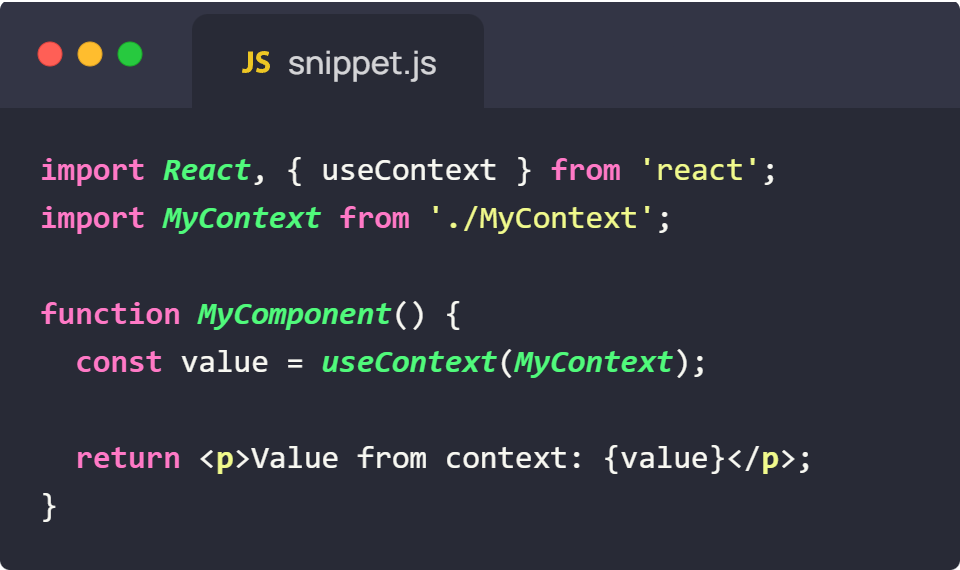 JS snippet.js
import React, { useContext } from 'react';
import MyContext from './MyContext';
function MyComponent() {
  const value = useContext(MyContext);
  return <p>Value from context: {value}</p>;
}